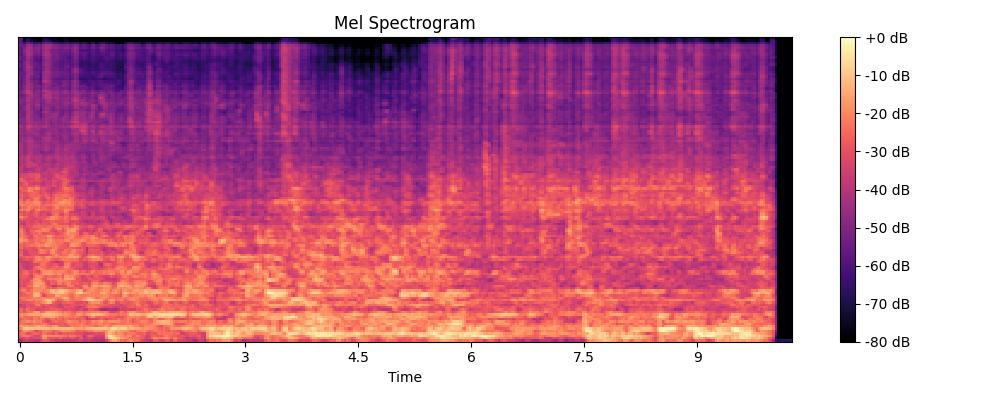 Mel Spectrogram
+0 dB
-10 dB
-20 dB
-30 dB
-40 dB
-50 dB
-60 dB
-70 dB
-80 dB
0 1.5 3 4.5 6 7.5 9
Time